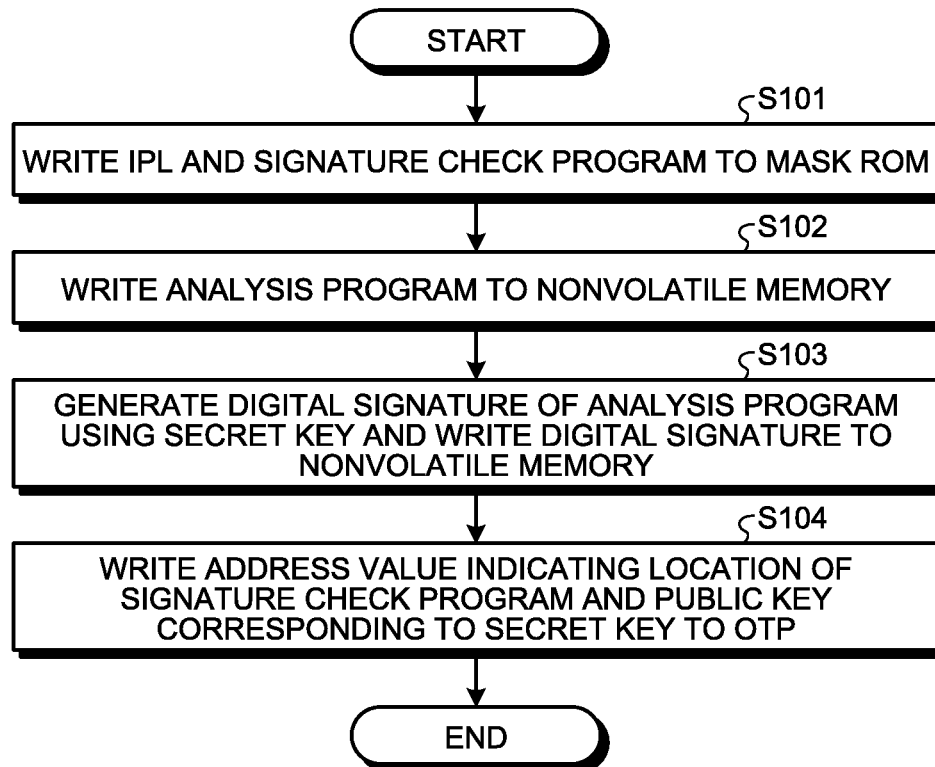 START
S101
WRITE IPL AND SIGNATURE CHECK PROGRAM TO MASK ROM
S102
WRITE ANALYSIS PROGRAM TO NONVOLATILE MEMORY
S103
GENERATE DIGITAL SIGNATURE OF ANALYSIS PROGRAM
USING SECRET KEY AND WRITE DIGITAL SIGNATURE TO
NONVOLATILE MEMORY
S104
WRITE ADDRESS VALUE INDICATING LOCATION OF
SIGNATURE CHECK PROGRAM AND PUBLIC KEY
CORRESPONDING TO SECRET KEY TO OTP
END